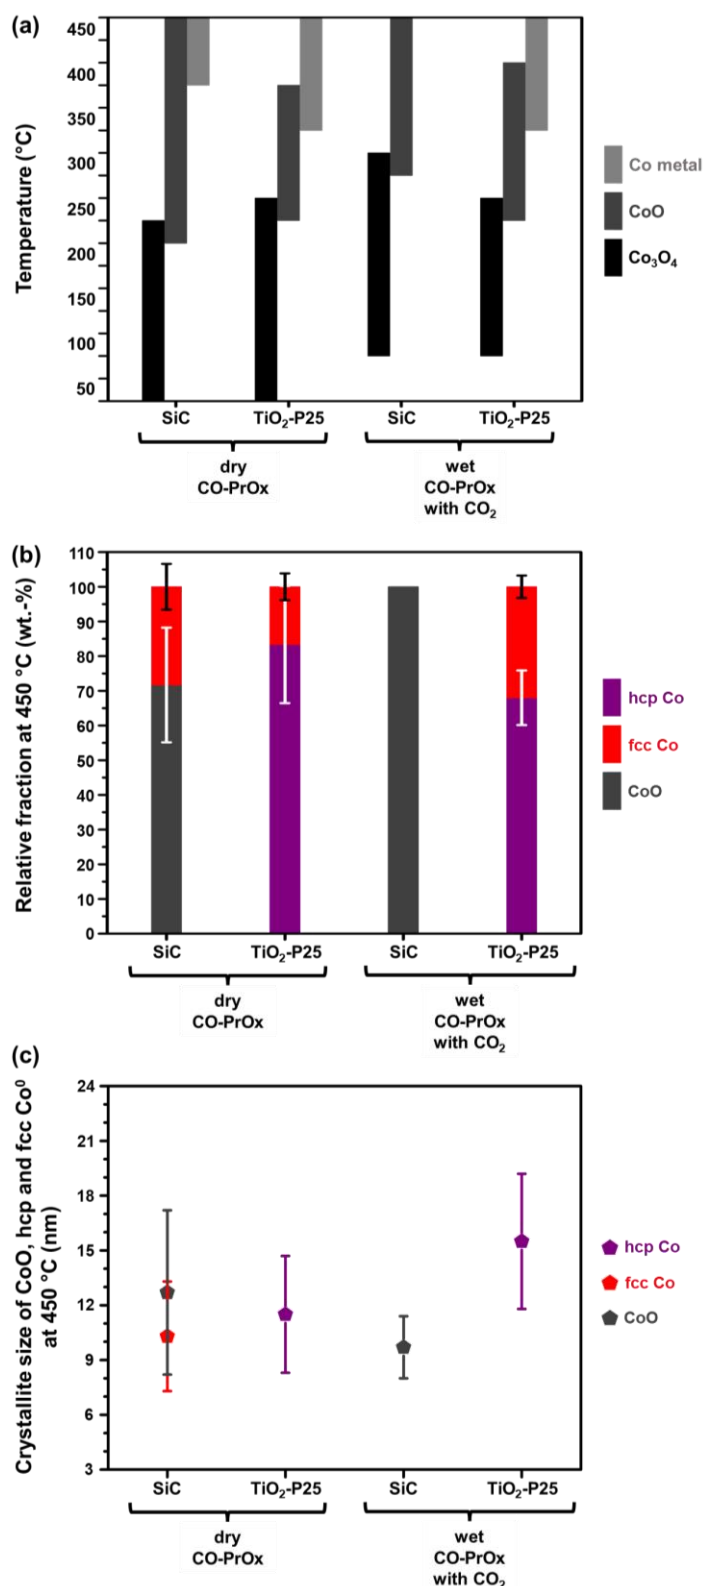 (a)
Temperature (°C)
450
400
350
300
250
200
150
100
50
SiC
TiO₂-P25
SiC
TiO₂-P25
dry
CO-PrOx
wet
CO-PrOx
with CO₂
Co metal
CoO
Co₃O₄
(b)
Relative fraction at 450 °C (wt.-%)
110
100
90
80
70
60
50
40
30
20
10
0
SiC
TiO₂-P25
SiC
TiO₂-P25
dry
CO-PrOx
wet
CO-PrOx
with CO₂
hcp Co
fcc Co
CoO
(c)
Crystallite size of CoO, hcp and fcc Co⁰
at 450 °C (nm)
24
21
18
15
12
9
6
3
SiC
TiO₂-P25
SiC
TiO₂-P25
dry
CO-PrOx
wet
CO-PrOx
with CO₂
hcp Co
fcc Co
CoO